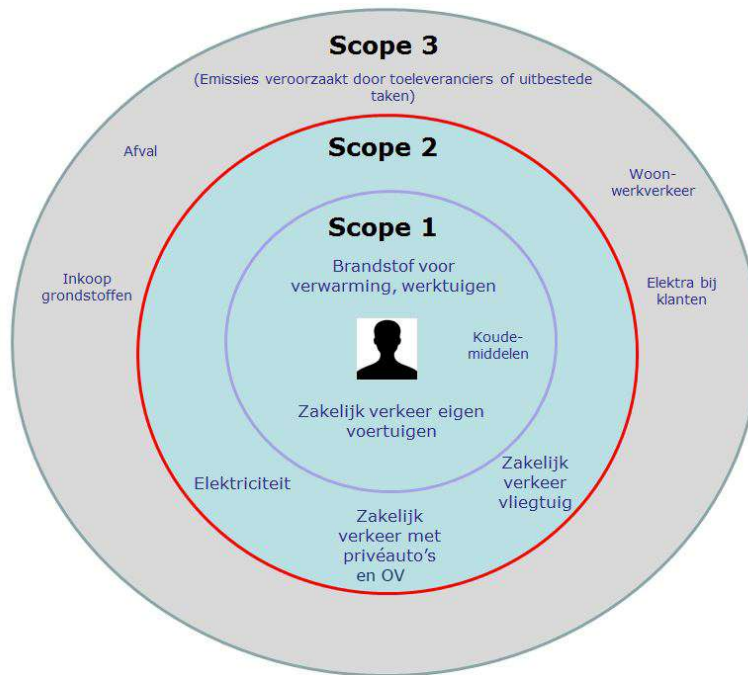 Scope 3
(Emissies veroorzaakt door toeleveranciers of uitbestede
taken)
Afval
Scope 2
Woon-
werkverkeer
Scope 1
Brandstof voor
verwarming, werktuigen
Inkoop
grondstoffen
Elektra bij
klanten
Koude-
middelen
Zakelijk verkeer eigen
voertuigen
Elektriciteit
Zakelijk
verkeer
vliegtuig
Zakelijk
verkeer met
privéauto's
en OV